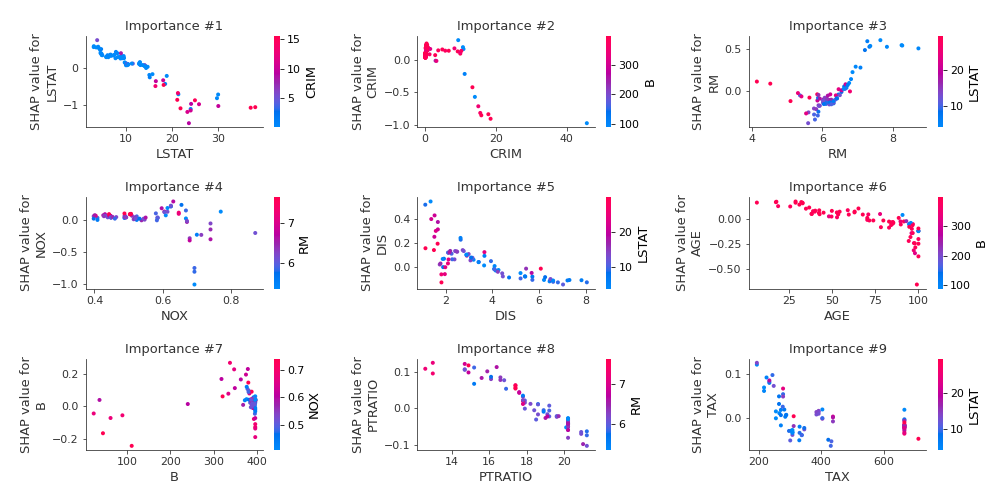 Importance #1
SHAP value for
LSTAT
0
−1
10
20
30
LSTAT
15
10
5
CRIM
Importance #2
SHAP value for
CRIM
0.0
−0.5
−1.0
0
20
40
CRIM
300
200
100
B
Importance #3
SHAP value for
RM
0.5
0.0
4
6
8
RM
20
10
LSTAT
Importance #4
SHAP value for
NOX
0.0
−0.5
−1.0
0.4
0.6
0.8
NOX
7
6
RM
Importance #5
SHAP value for
DIS
0.4
0.2
0.0
2
4
6
8
DIS
20
10
LSTAT
Importance #6
SHAP value for
AGE
0.00
−0.25
−0.50
25
50
75
100
AGE
300
200
100
B
Importance #7
SHAP value for
B
0.2
0.0
−0.2
100
200
300
400
B
0.7
0.6
0.5
NOX
Importance #8
SHAP value for
PTRATIO
0.1
0.0
−0.1
14
16
18
20
PTRATIO
7
6
RM
Importance #9
SHAP value for
TAX
0.1
0.0
200
400
600
TAX
20
10
LSTAT